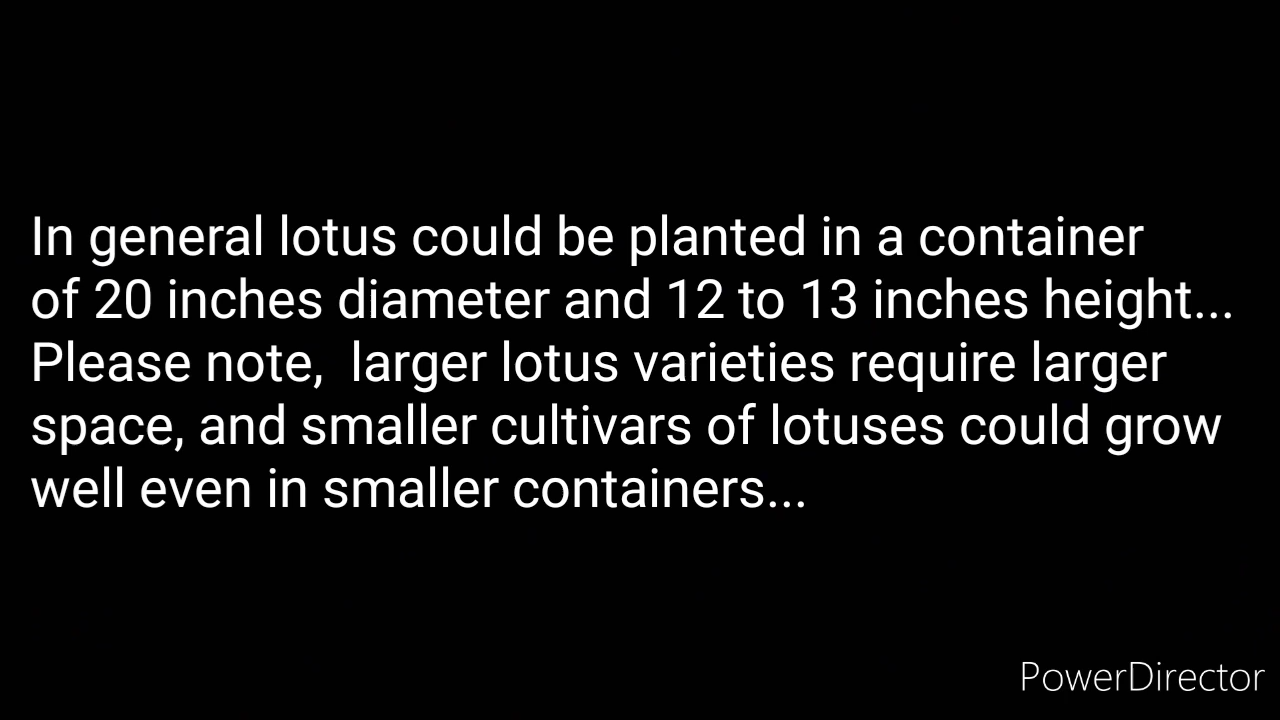 In general lotus could be planted in a container
of 20 inches diameter and 12 to 13 inches height...
Please note,  larger lotus varieties require larger
space, and smaller cultivars of lotuses could grow
well even in smaller containers...
PowerDirector